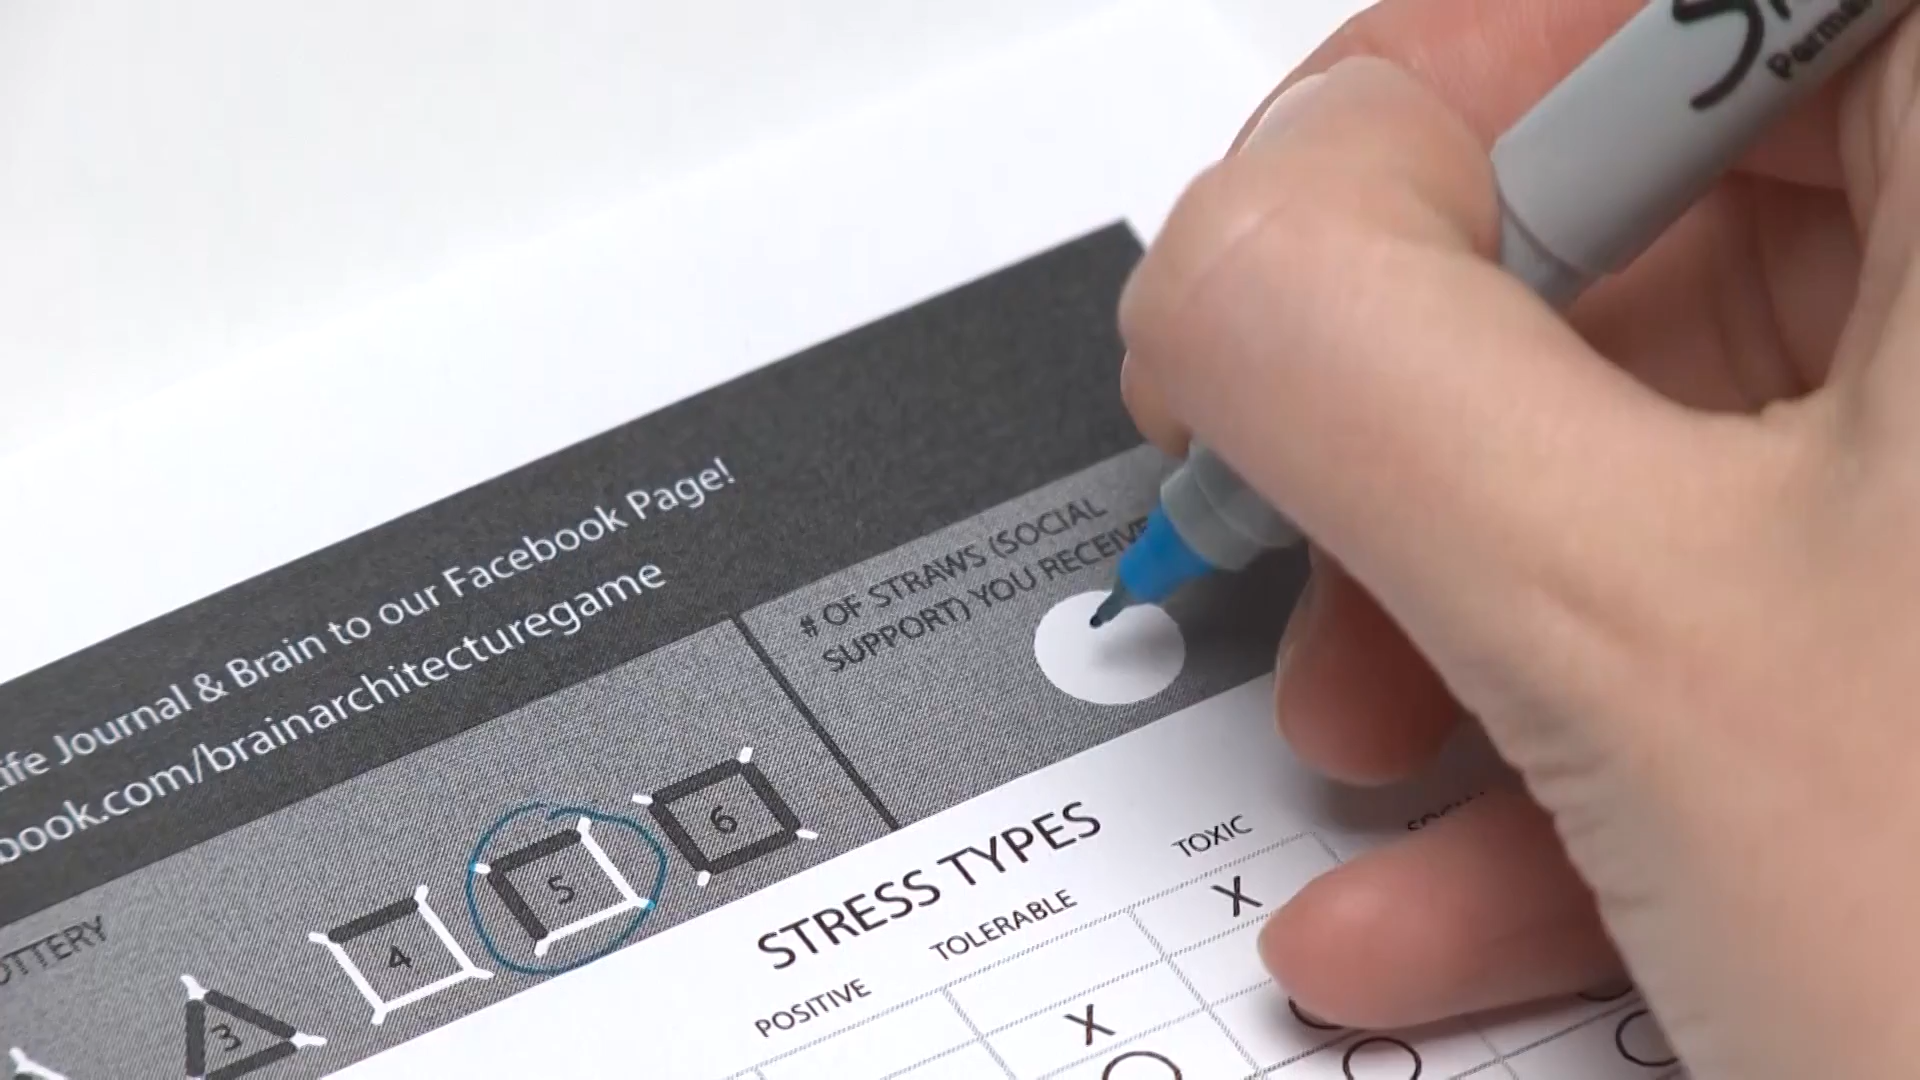 Life Journal & Brain to our Facebook Page!
book.com/brainarchitecturegame
# OF STRAWS (SOCIAL
SUPPORT) YOU RECEIVE
3
4
5
6
STRESS TYPES
POSITIVE
TOLERABLE
TOXIC
X
X